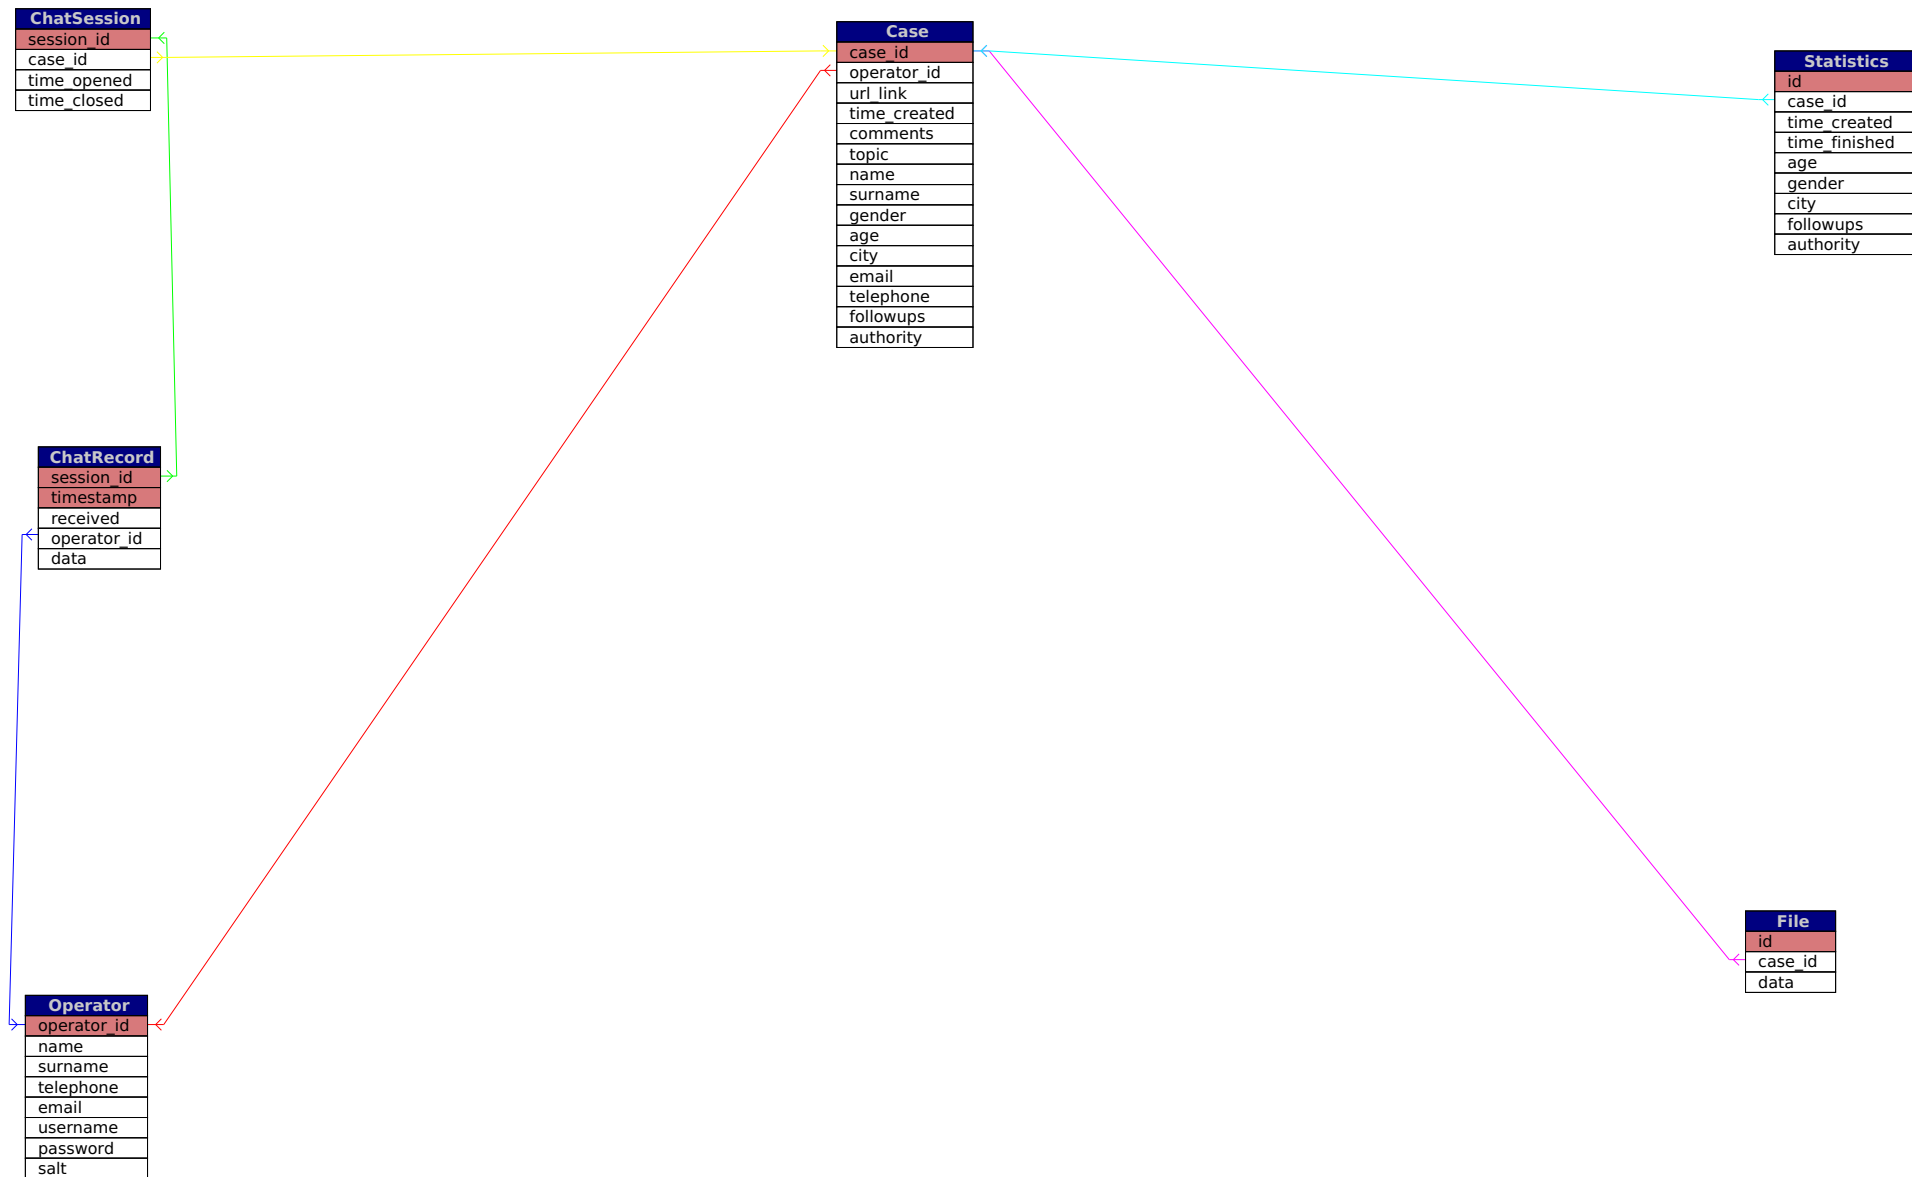 ChatSession
session_id
case_id
time_opened
time_closed
Case
case_id
operator_id
url_link
time_created
comments
topic
name
surname
gender
age
city
email
telephone
followups
authority
Statistics
id
case_id
time_created
time_finished
age
gender
city
followups
authority
ChatRecord
session_id
timestamp
received
operator_id
data
Operator
operator_id
name
surname
telephone
email
username
password
salt
File
id
case_id
data